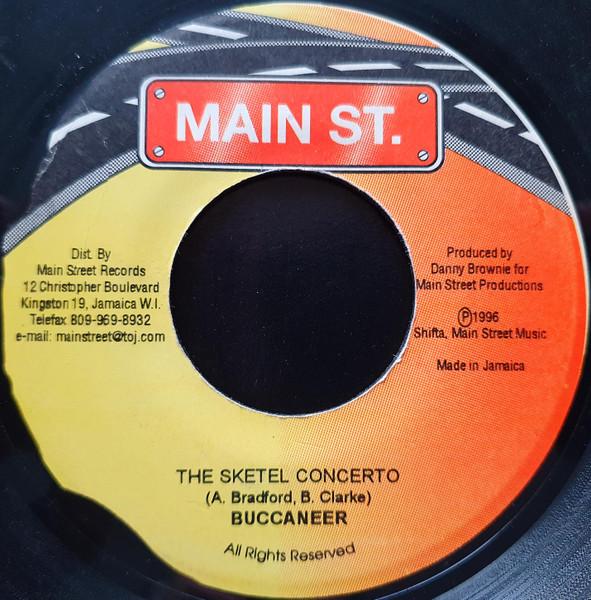 MAIN ST.
Dist. By
Main Street Records
12 Christopher Boulevard
Kingston 19, Jamaica W.I.
Telefax 809-969-8932
e-mail: mainstreet@toj.com
Produced by
Danny Brownie for
Main Street Productions
Ⓟ1996
Shifta, Main Street Music
Made in Jamaica
THE SKETEL CONCERTO
(A. Bradford, B. Clarke)
BUCCANEER
All Rights Reserved